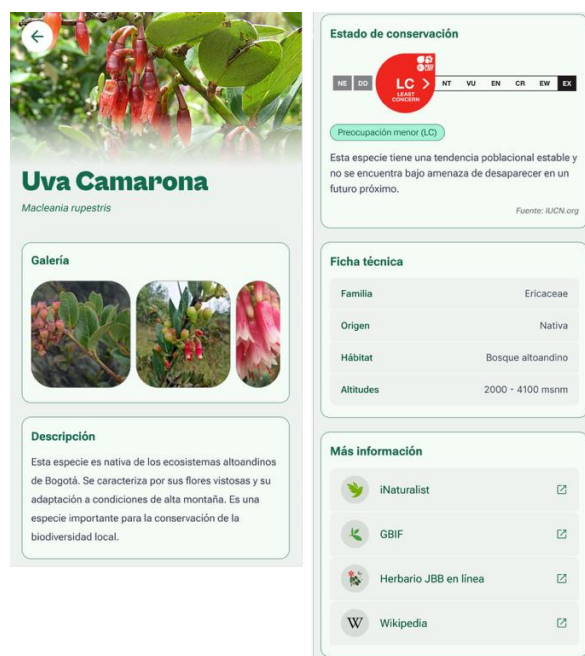 Uva Camarona
Macleania rupestris
Galería
Descripción
Esta especie es nativa de los ecosistemas altoandinos
de Bogotá. Se caracteriza por sus flores vistosas y su
adaptación a condiciones de alta montaña. Es una
especie importante para la conservación de la
biodiversidad local.
Estado de conservación
NE DD LC NT VU EN CR EW EX
LEAST
CONCERN
Preocupación menor (LC)
Esta especie tiene una tendencia poblacional estable y
no se encuentra bajo amenaza de desaparecer en un
futuro próximo.
Fuente: IUCN.org
Ficha técnica
Familia Ericaceae
Origen Nativa
Hábitat Bosque altoandino
Altitudes 2000 - 4100 msnm
Más información
iNaturalist
GBIF
Herbario JBB en línea
W Wikipedia